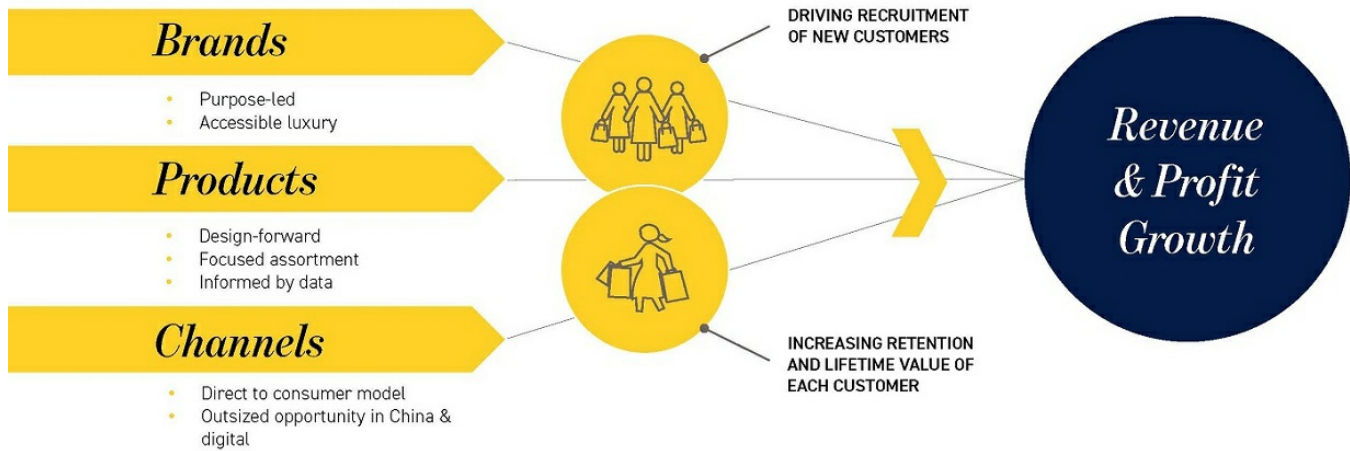 Brands
• Purpose-led
• Accessible luxury
Products
• Design-forward
• Focused assortment
• Informed by data
Channels
• Direct to consumer model
• Outsized opportunity in China &
digital
DRIVING RECRUITMENT
OF NEW CUSTOMERS
INCREASING RETENTION
AND LIFETIME VALUE OF
EACH CUSTOMER
Revenue
& Profit
Growth